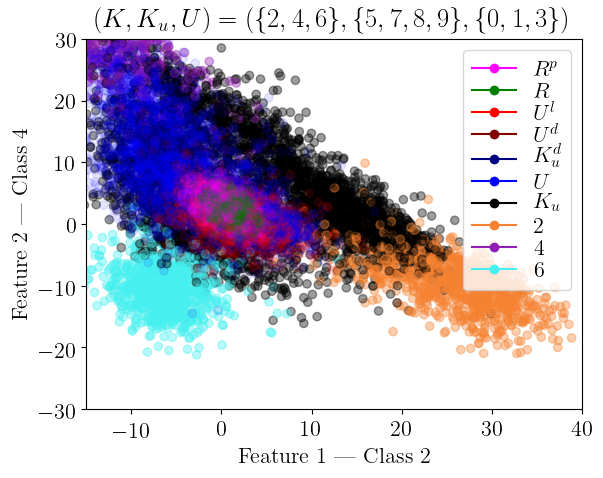 (K, K_u, U) = ({2, 4, 6}, {5, 7, 8, 9}, {0, 1, 3})
30
20
10
0
−10
−20
−30
Feature 2 — Class 4
R^p
R
U^l
U^d
K_u^d
U
K_u
2
4
6
−10
0
10
20
30
40
Feature 1 — Class 2